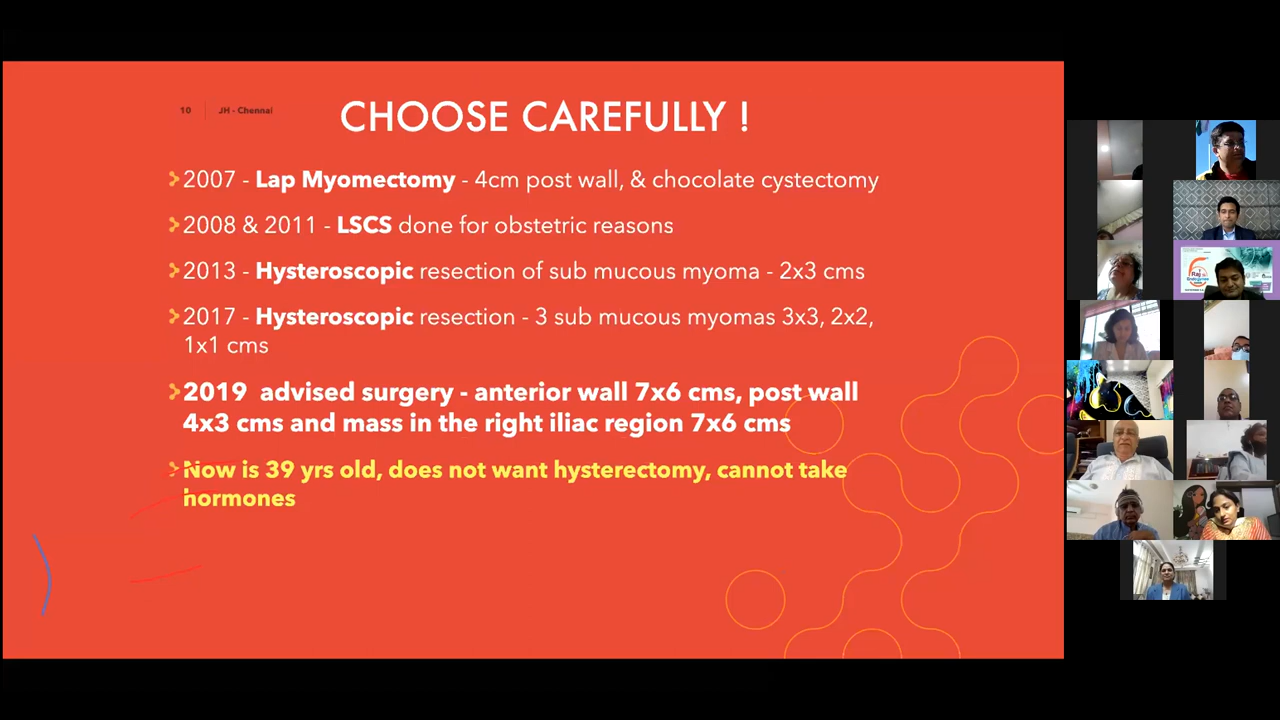 10
JH - Chennai
CHOOSE CAREFULLY !
2007 - Lap Myomectomy - 4cm post wall, & chocolate cystectomy
2008 & 2011 - LSCS done for obstetric reasons
2013 - Hysteroscopic resection of sub mucous myoma - 2x3 cms
2017 - Hysteroscopic resection - 3 sub mucous myomas 3x3, 2x2,
1x1 cms
2019 advised surgery - anterior wall 7x6 cms, post wall
4x3 cms and mass in the right iliac region 7x6 cms
Now is 39 yrs old, does not want hysterectomy, cannot take
hormones